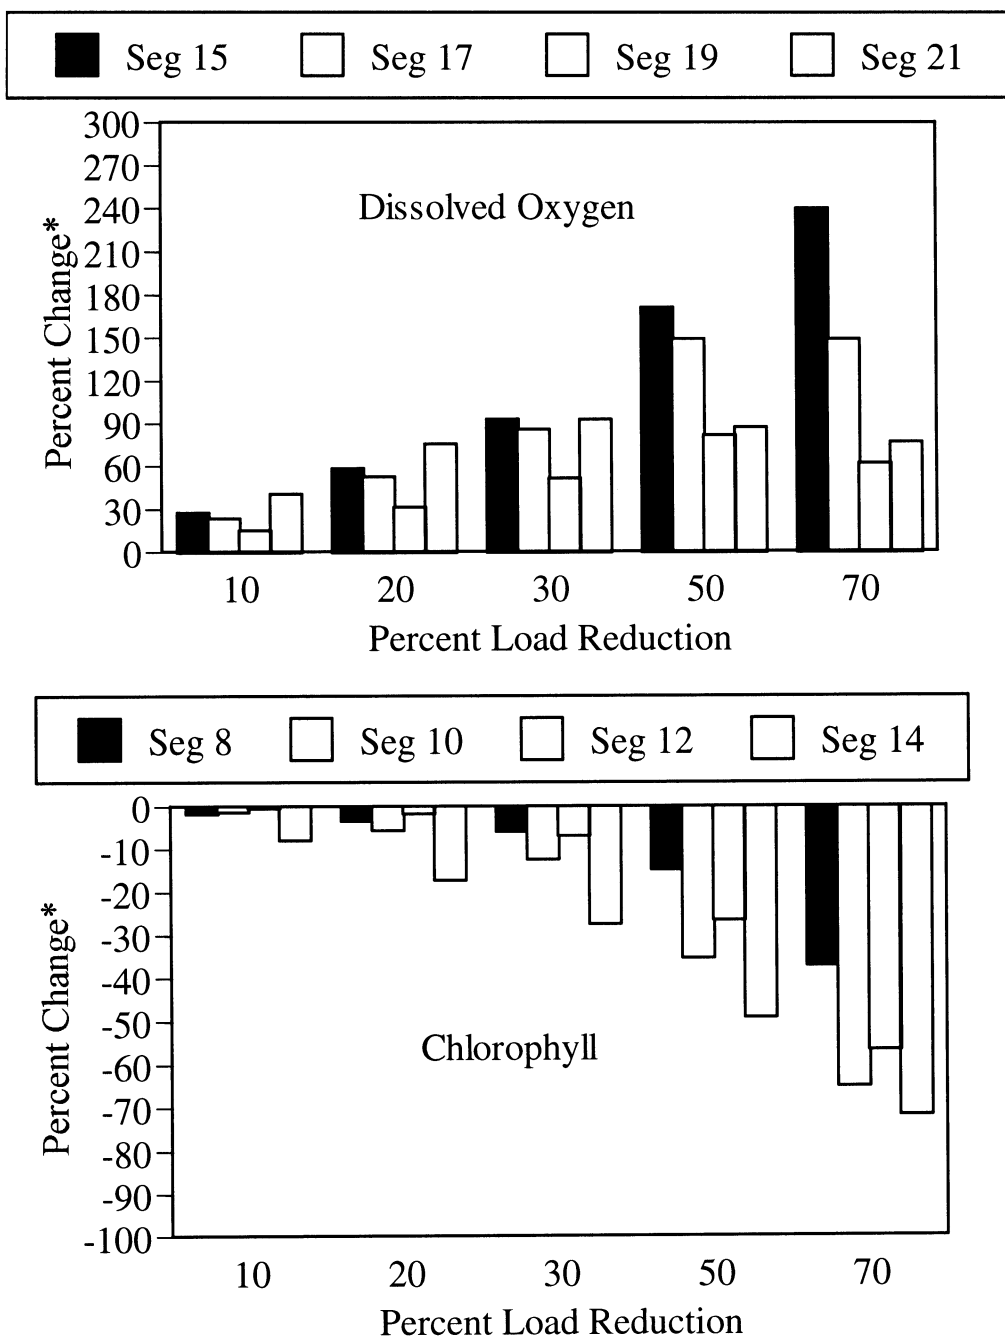 Seg 15 Seg 17 Seg 19 Seg 21
300
270
240
210
180
150
120
90
60
30
0
Percent Change*
Dissolved Oxygen
10 20 30 50 70
Percent Load Reduction
Seg 8 Seg 10 Seg 12 Seg 14
0
-10
-20
-30
-40
-50
-60
-70
-80
-90
-100
Percent Change*
Chlorophyll
10 20 30 50 70
Percent Load Reduction